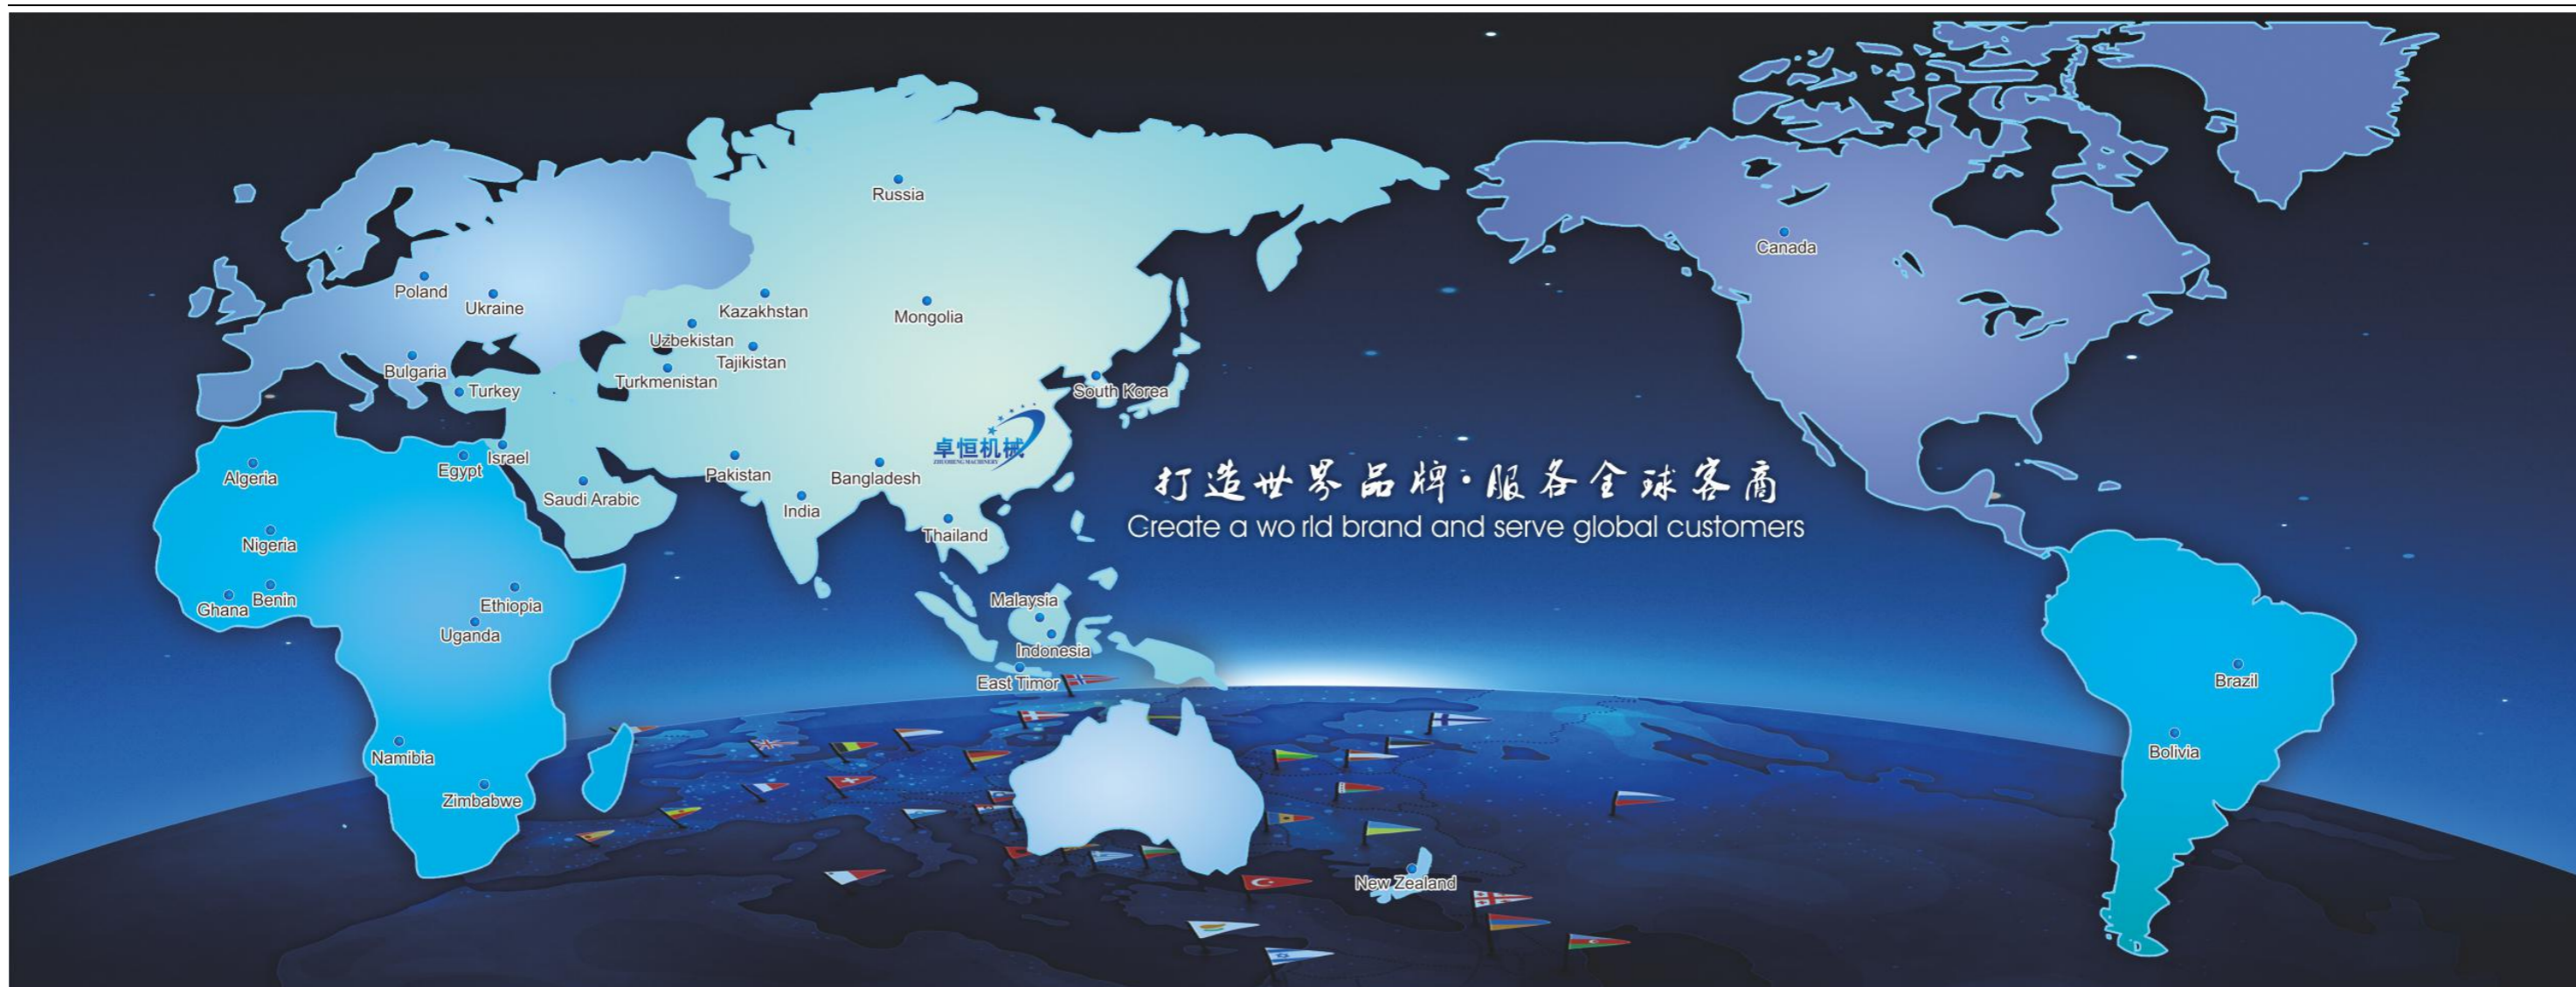 Russia
Canada
Poland
Ukraine
Kazakhstan
Mongolia
Uzbekistan
Tajikistan
Bulgaria
Turkmenistan
Turkey
South Korea
卓恒机械
ZHUOHENG MACHINERY
Israel
Egypt
Algeria
Pakistan
Bangladesh
Saudi Arabic
India
打造世界品牌·服各全球客商
Create a wo rld brand and serve global customers
Thailand
Nigeria
Benin
Ghana
Ethiopia
Malaysia
Uganda
Indonesia
East Timor
Brazil
Bolivia
Namibia
Zimbabwe
New Zealand